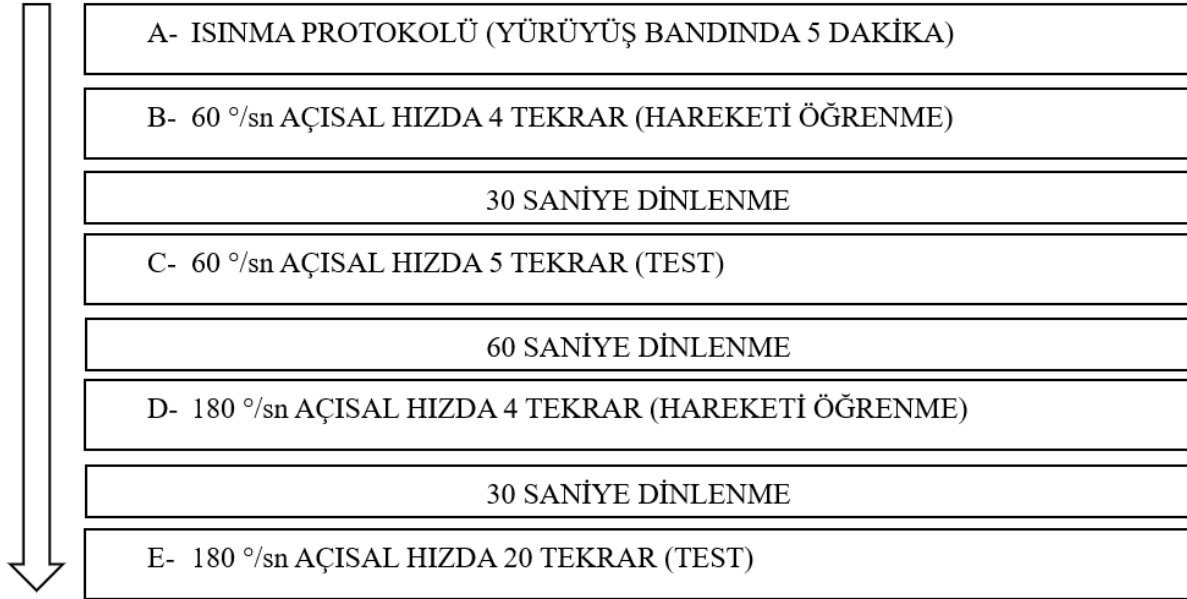 A- ISINMA PROTOKOLÜ (YÜRÜYÜŞ BANDINDA 5 DAKİKA)
B- 60 °/sn AÇISAL HIZDA 4 TEKRAR (HAREKETİ ÖĞRENME)
30 SANİYE DİNLENME
C- 60 °/sn AÇISAL HIZDA 5 TEKRAR (TEST)
60 SANİYE DİNLENME
D- 180 °/sn AÇISAL HIZDA 4 TEKRAR (HAREKETİ ÖĞRENME)
30 SANİYE DİNLENME
E- 180 °/sn AÇISAL HIZDA 20 TEKRAR (TEST)